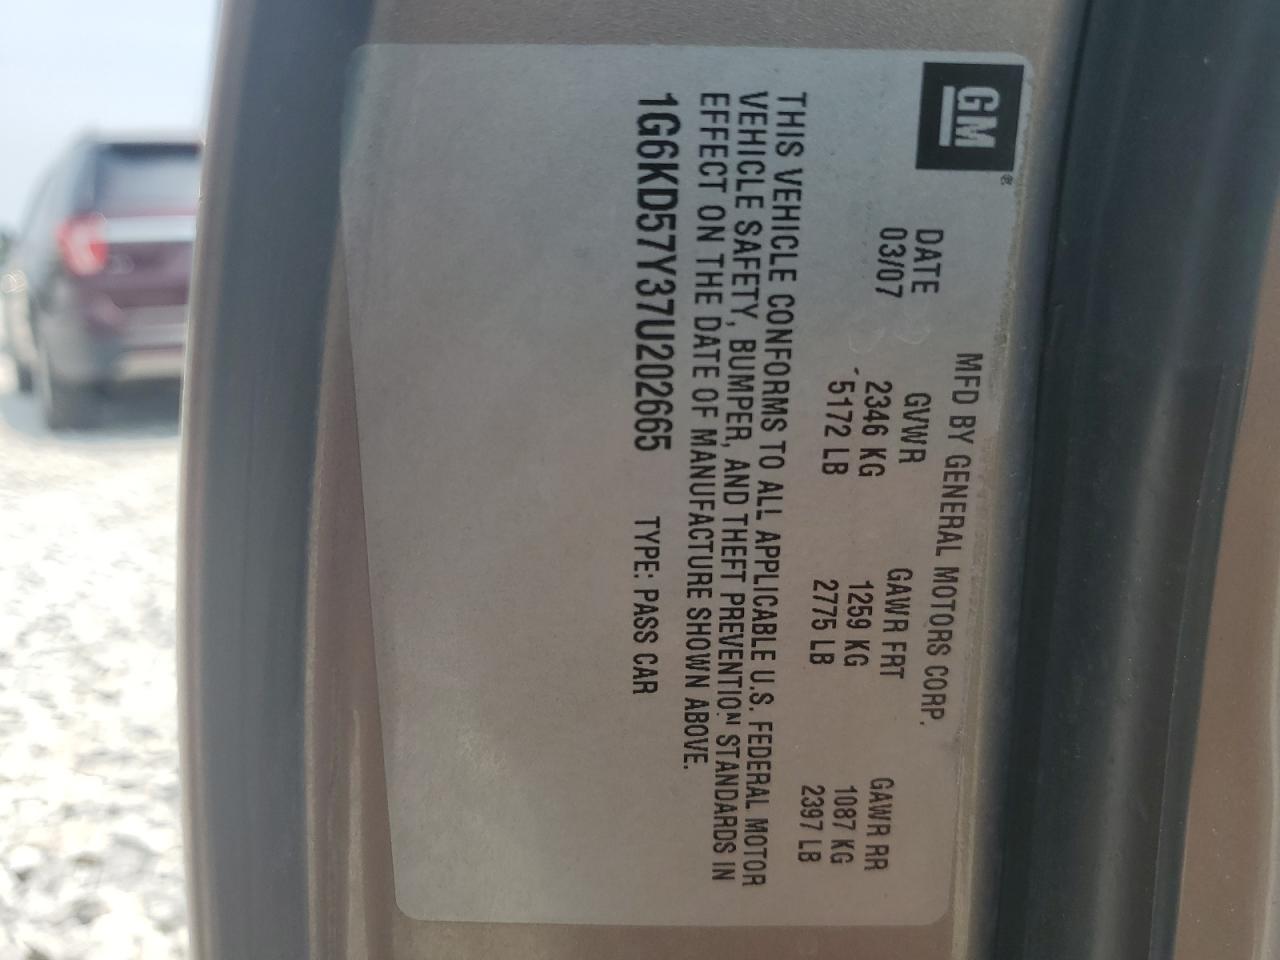 GM®
MFD BY GENERAL MOTORS CORP.
DATE GVWR GAWR FRT GAWR RR
03/07 2346 KG 1259 KG 1087 KG
5172 LB 2775 LB 2397 LB
THIS VEHICLE CONFORMS TO ALL APPLICABLE U.S. FEDERAL MOTOR
VEHICLE SAFETY, BUMPER, AND THEFT PREVENTION STANDARDS IN
EFFECT ON THE DATE OF MANUFACTURE SHOWN ABOVE.
1G6KD57Y37U202665 TYPE: PASS CAR